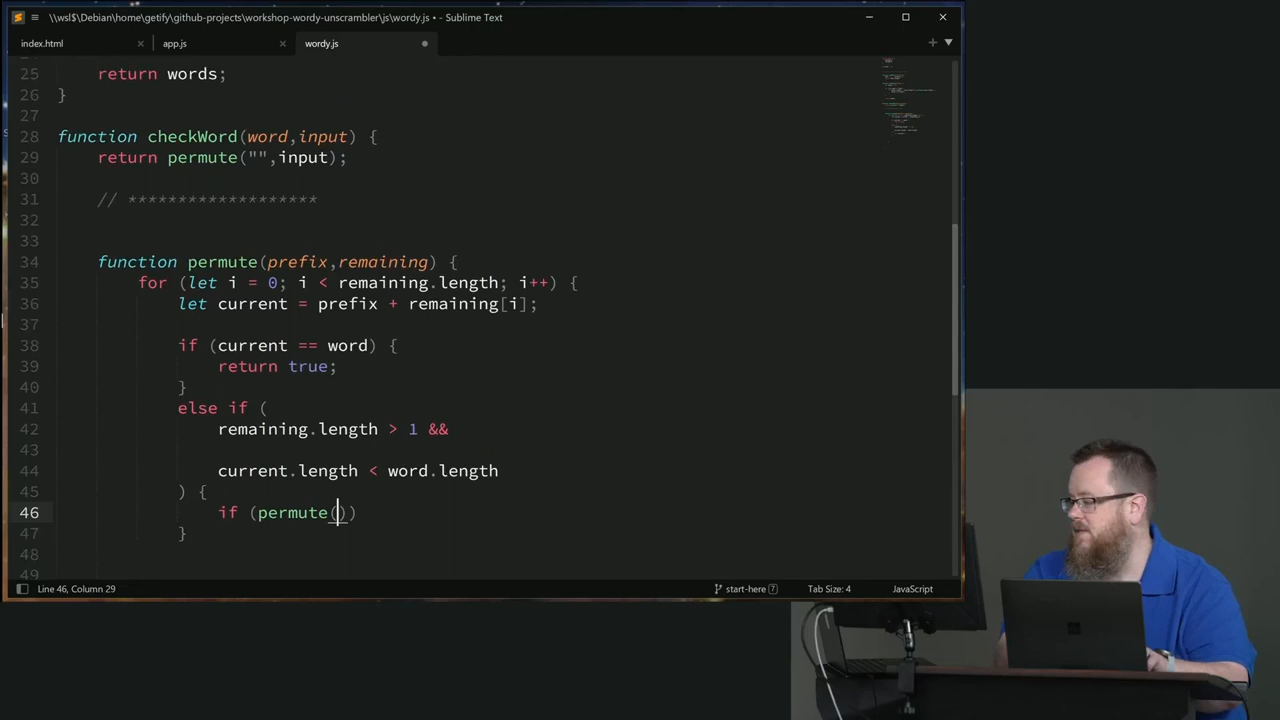 \\wsl$\Debian\home\getify\github-projects\workshop-wordy-unscrambler\js\wordy.js • - Sublime Text
index.html
app.js
wordy.js
25 return words;
26 }
27
28 function checkWord(word,input) {
29 return permute("",input);
30
31 // *******************
32
33
34 function permute(prefix,remaining) {
35 for (let i = 0; i < remaining.length; i++) {
36 let current = prefix + remaining[i];
37
38 if (current == word) {
39 return true;
40 }
41 else if (
42 remaining.length > 1 &&
43
44 current.length < word.length
45 ) {
46 if (permute())
47 }
48
49
Line 46, Column 29
start-here 7
Tab Size: 4
JavaScript